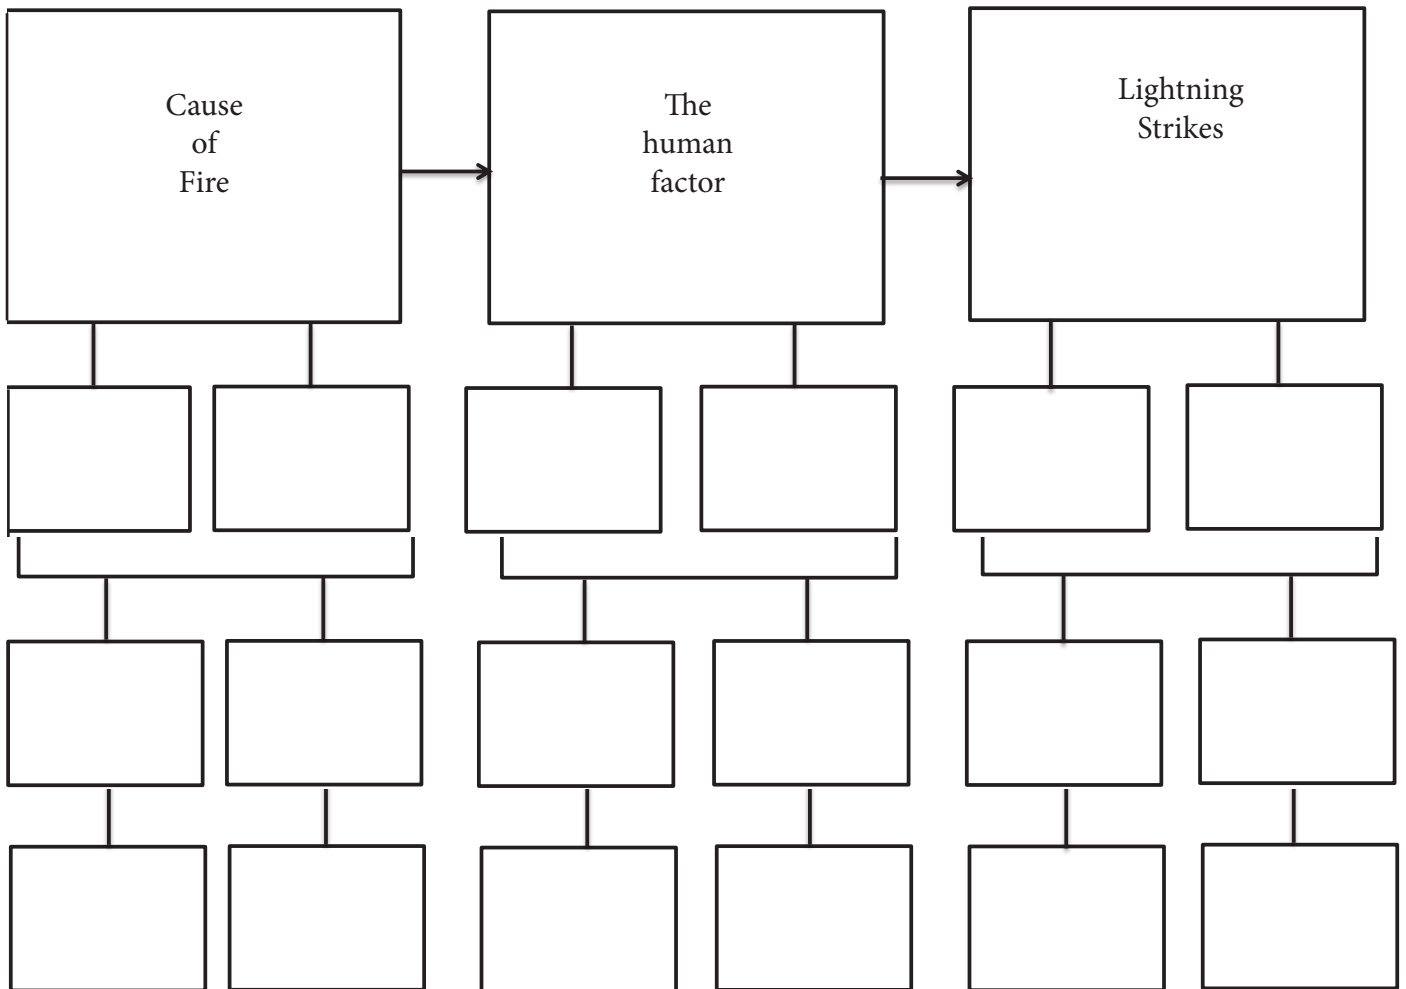 Cause
of
Fire
The
human
factor
Lightning
Strikes